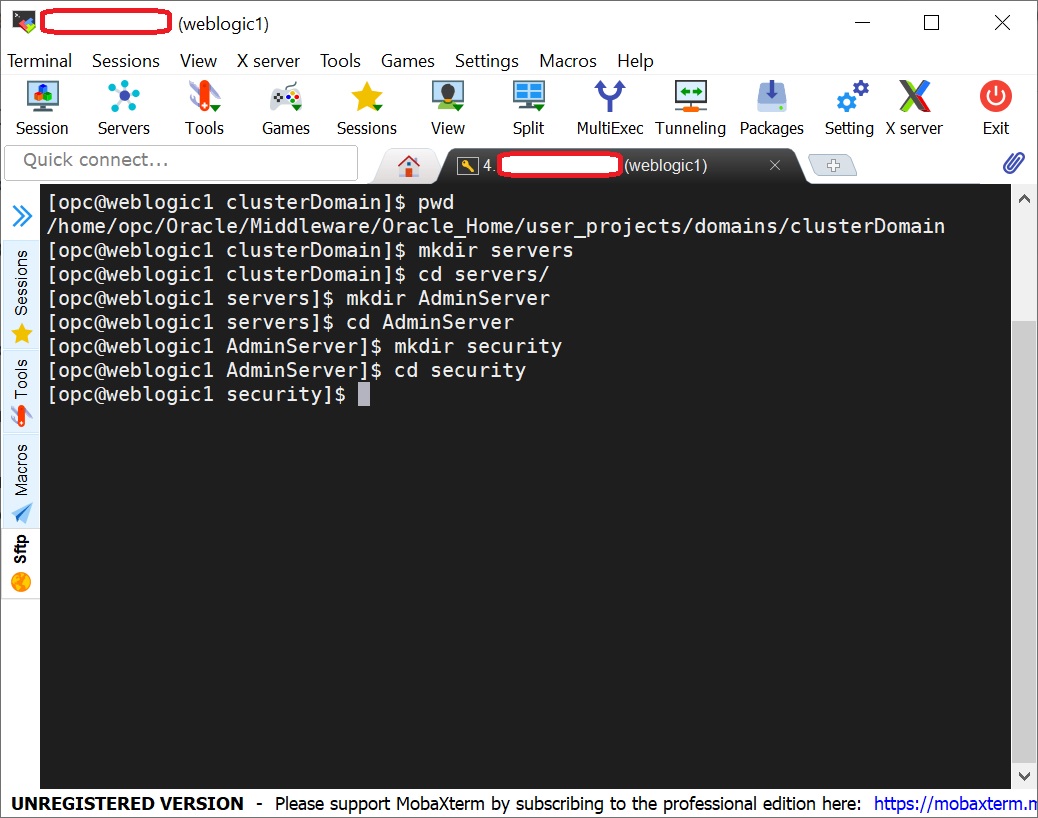 (weblogic1)
Terminal Sessions View X server Tools Games Settings Macros Help
Session Servers Tools Games Sessions View Split MultiExec Tunneling Packages Setting X server Exit
Quick connect...
4. (weblogic1)
[opc@weblogic1 clusterDomain]$ pwd
/home/opc/Oracle/Middleware/Oracle_Home/user_projects/domains/clusterDomain
[opc@weblogic1 clusterDomain]$ mkdir servers
[opc@weblogic1 clusterDomain]$ cd servers/
[opc@weblogic1 servers]$ mkdir AdminServer
[opc@weblogic1 servers]$ cd AdminServer
[opc@weblogic1 AdminServer]$ mkdir security
[opc@weblogic1 AdminServer]$ cd security
[opc@weblogic1 security]$
Sessions
Tools
Macros
Sftp
UNREGISTERED VERSION - Please support MobaXterm by subscribing to the professional edition here: https://mobaxterm.m